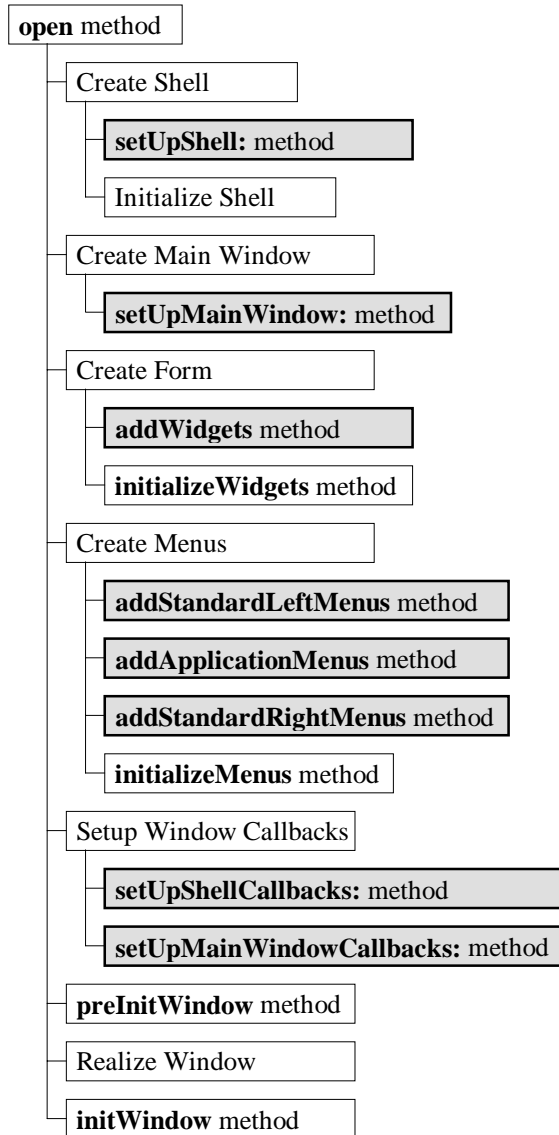 open method
Create Shell
setUpShell: method
Initialize Shell
Create Main Window
setUpMainWindow: method
Create Form
addWidgets method
initializeWidgets method
Create Menus
addStandardLeftMenus method
addApplicationMenus method
addStandardRightMenus method
initializeMenus method
Setup Window Callbacks
setUpShellCallbacks: method
setUpMainWindowCallbacks: method
preInitWindow method
Realize Window
initWindow method